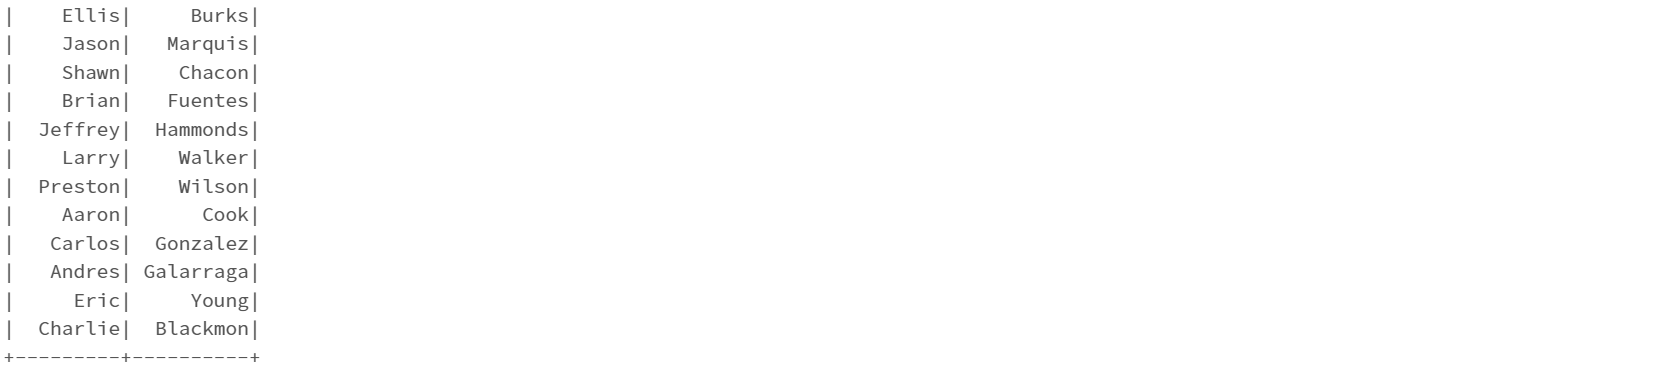 |    Ellis|     Burks|
|    Jason|   Marquis|
|    Shawn|    Chacon|
|    Brian|   Fuentes|
|  Jeffrey|  Hammonds|
|    Larry|    Walker|
|  Preston|    Wilson|
|    Aaron|      Cook|
|   Carlos|  Gonzalez|
|   Andres| Galarraga|
|     Eric|     Young|
|  Charlie|  Blackmon|
+---------+----------+